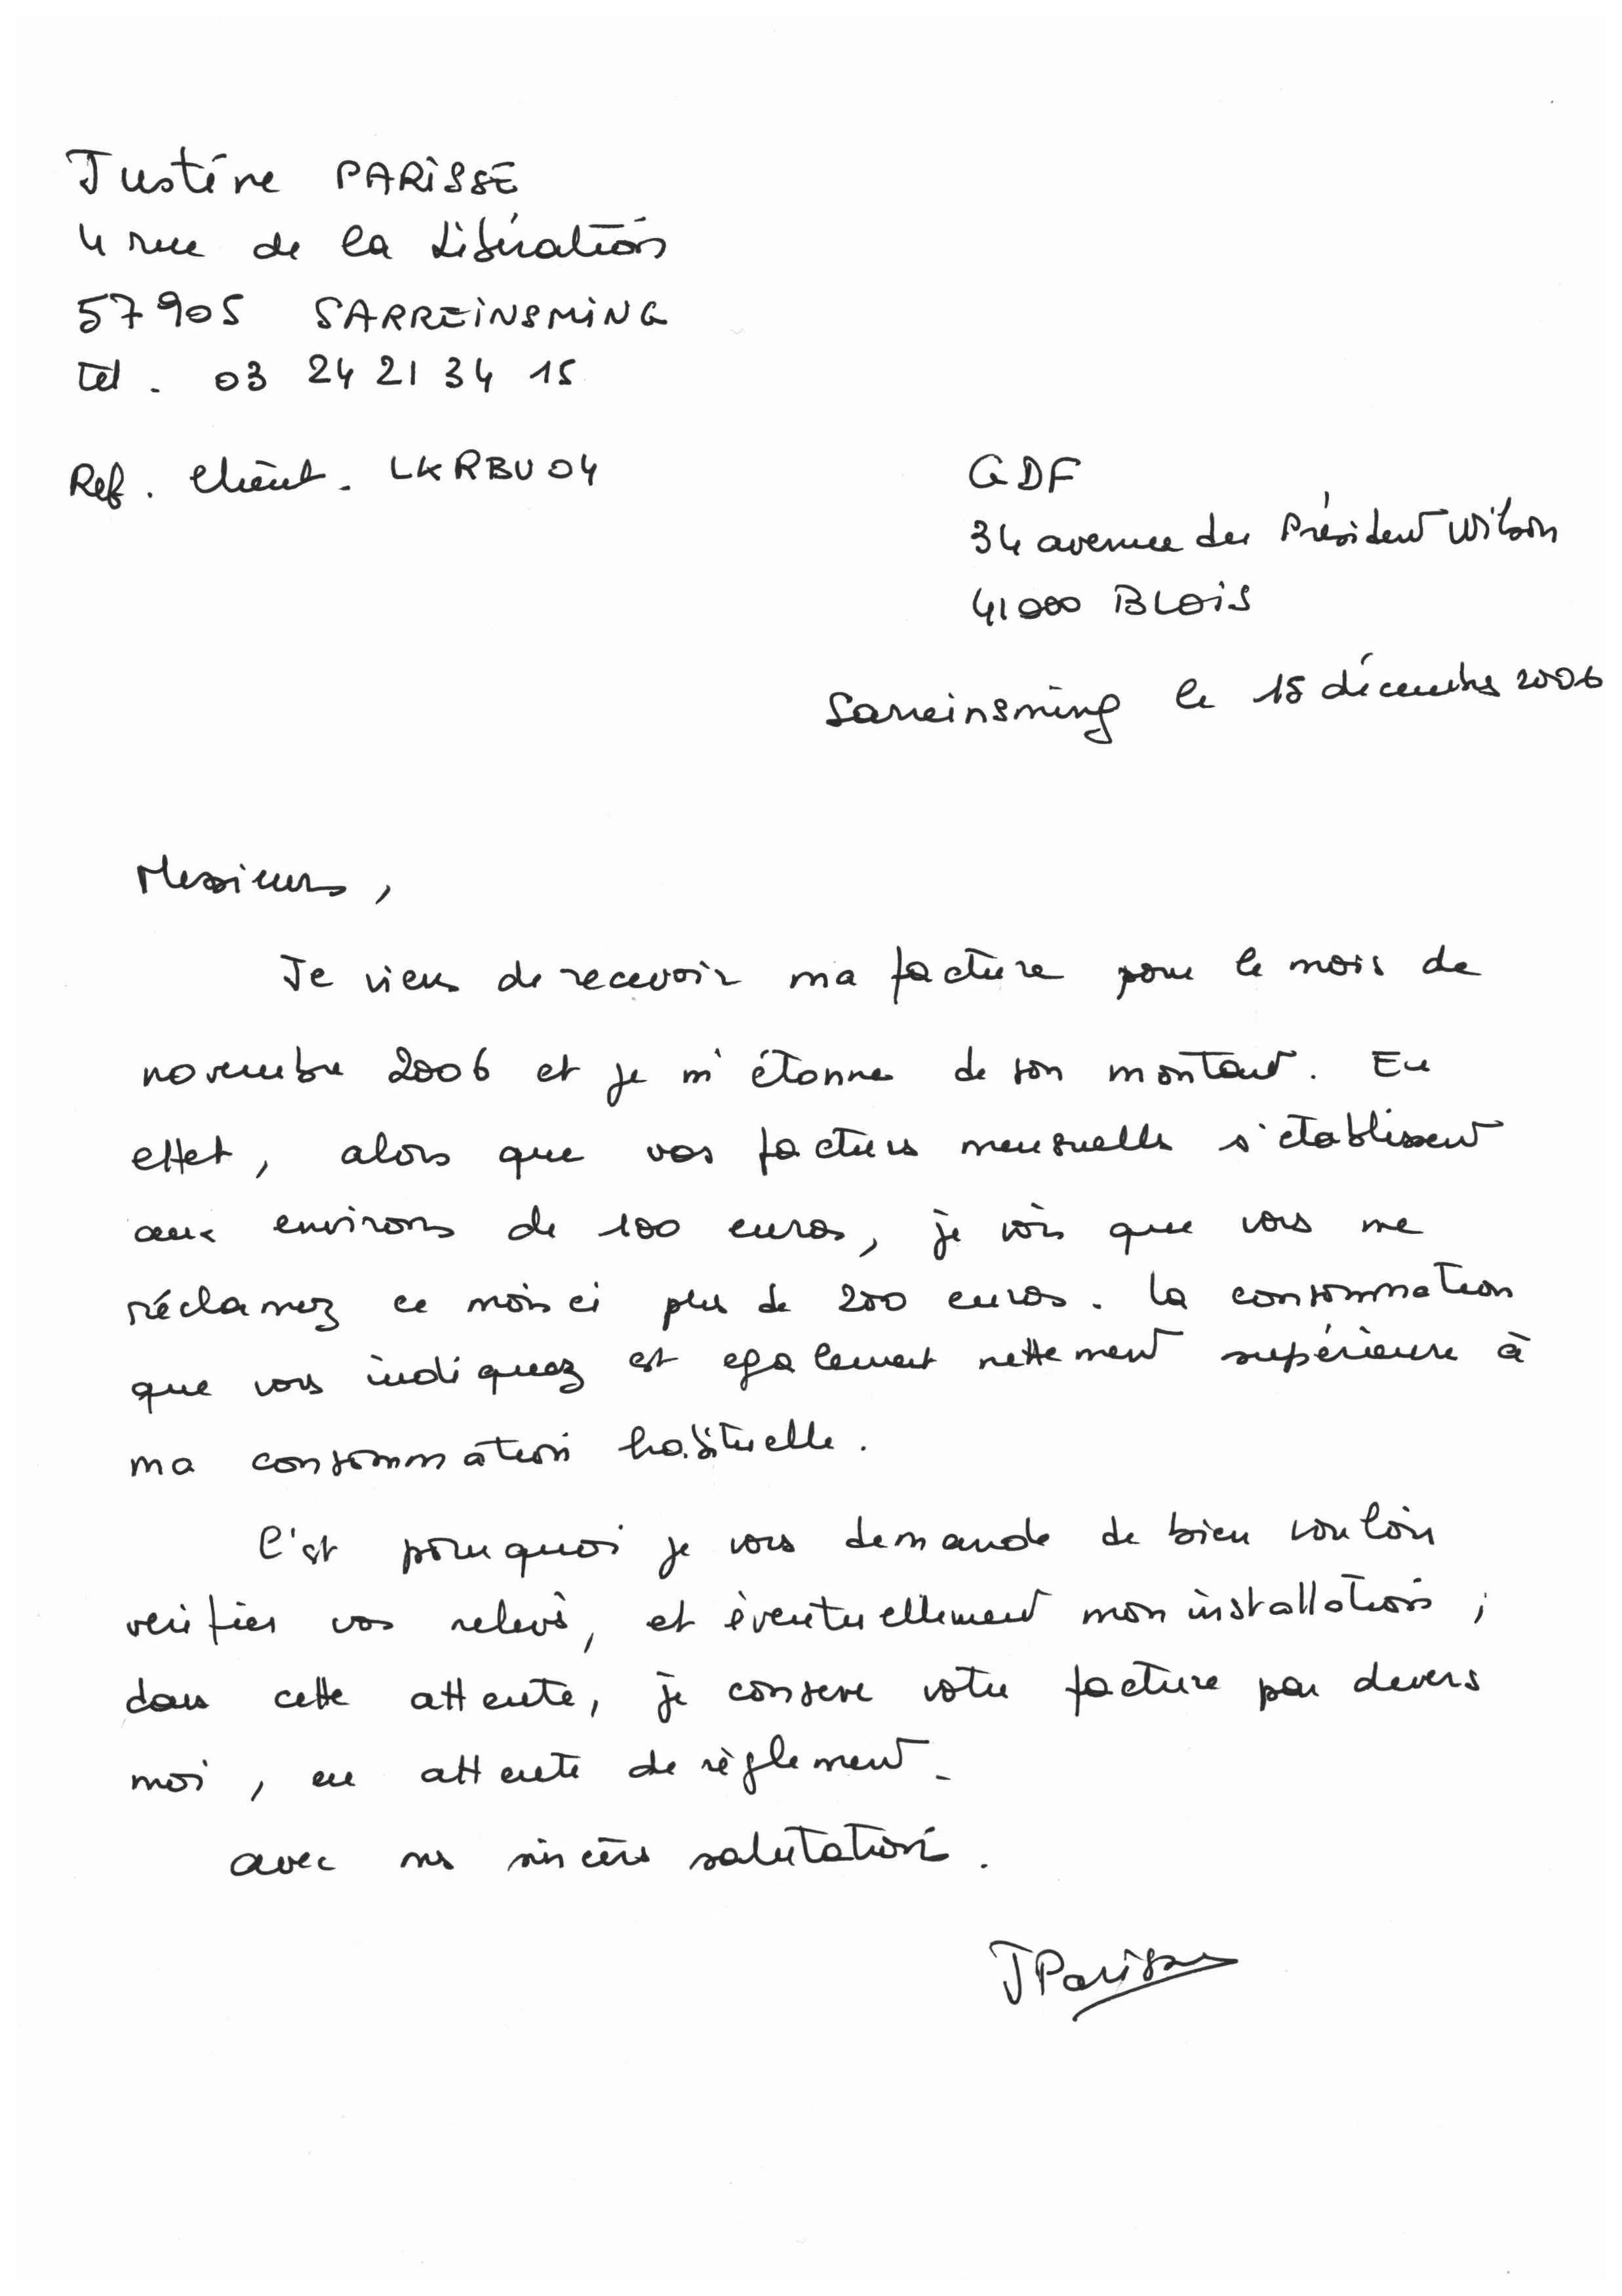 Justine PARISSE
4 rue de la Libération
57905 SARREINSMING
tél. 03 24 21 34 15
Ref. Client. LKRBU04
GDF
34 avenue du Président Wilson
41000 BLOIS
Sarreinsming le 15 décembre 2006
Messieurs,
Je viens de recevoir ma facture pour le mois de
novembre 2006 et je m'étonne de son montant. En
effet, alors que vos factures mensuelles s'établissent
aux environs de 100 euros, je vois que vous me
réclamez ce mois ci plus de 200 euros. La consommation
que vous indiquez est egalement nettement supérieure à
ma consommation habituelle.
C'est pourquoi je vous demande de bien vouloir
verifier vos relevés, et éventuellement mon installation ;
dans cette attente, je conserve votre facture par devers
moi, en attente de règlement.
avec mes sincères salutations.
JParisse